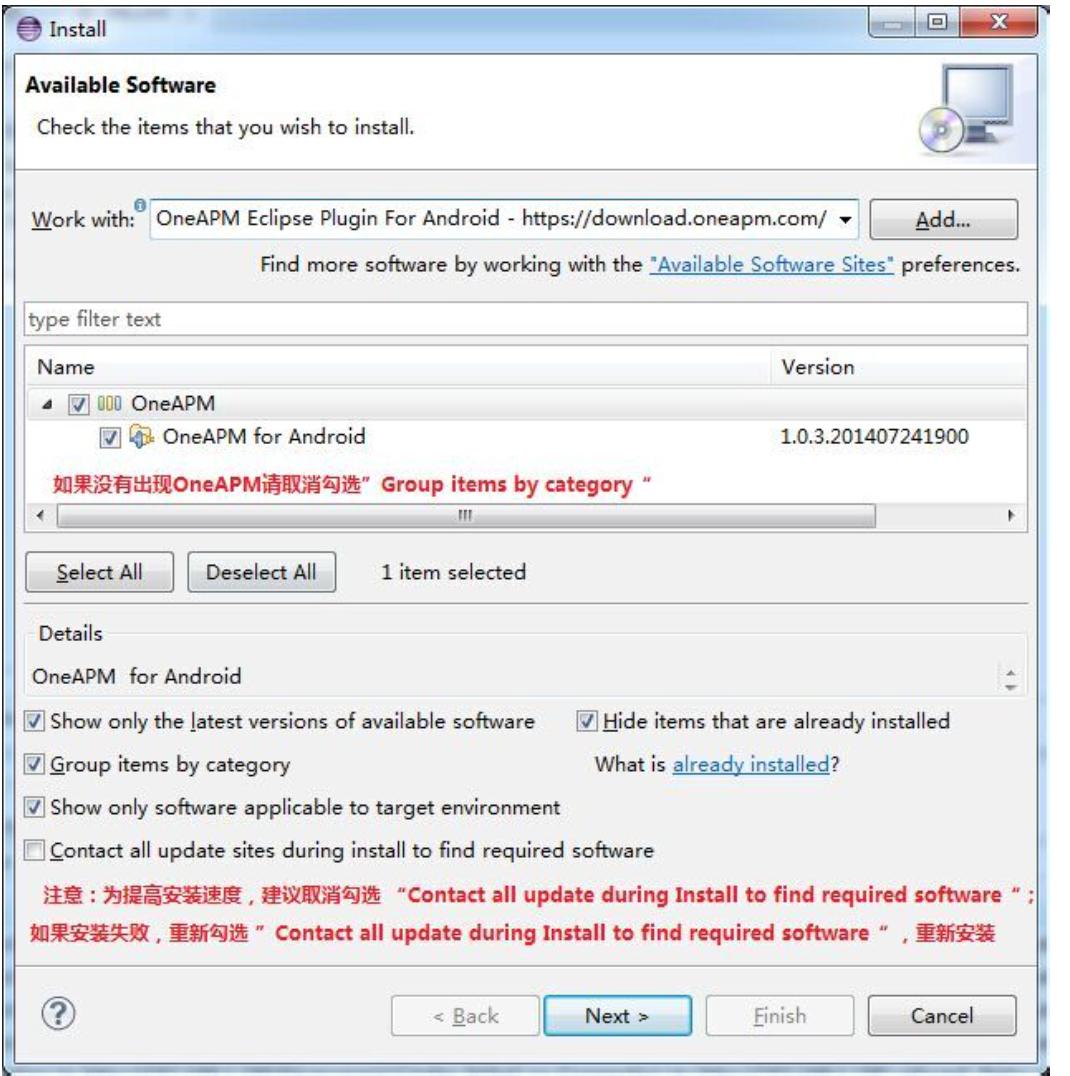 Install
Available Software
Check the items that you wish to install.
Work with: OneAPM Eclipse Plugin For Android - https://download.oneapm.com/ Add...
Find more software by working with the "Available Software Sites" preferences.
type filter text
Name Version
OneAPM
OneAPM for Android 1.0.3.201407241900
如果没有出现OneAPM请取消勾选” Group items by category “
Select All Deselect All 1 item selected
Details
OneAPM for Android
Show only the latest versions of available software Hide items that are already installed
Group items by category What is already installed?
Show only software applicable to target environment
Contact all update sites during install to find required software
注意：为提高安装速度，建议取消勾选 “Contact all update during Install to find required software “；
如果安装失败，重新勾选 ” Contact all update during Install to find required software “ ，重新安装
? < Back Next > Finish Cancel